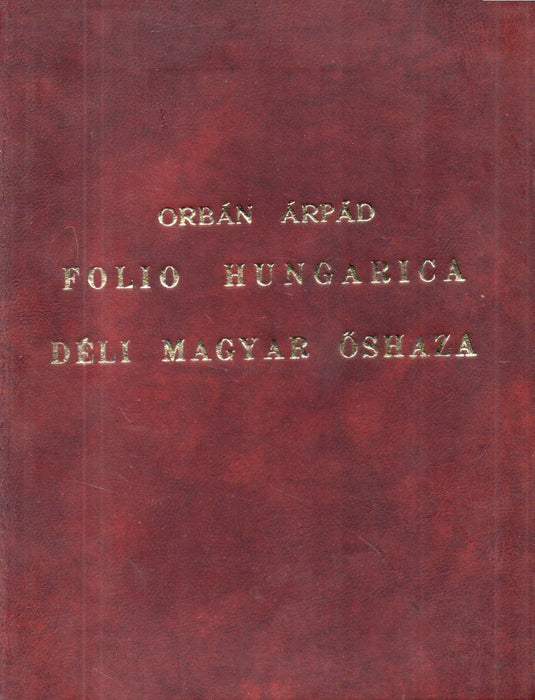 ORBÁN ÁRPÁD
FOLIO HUNGARICA
DÉLI MAGYAR ŐSHAZA